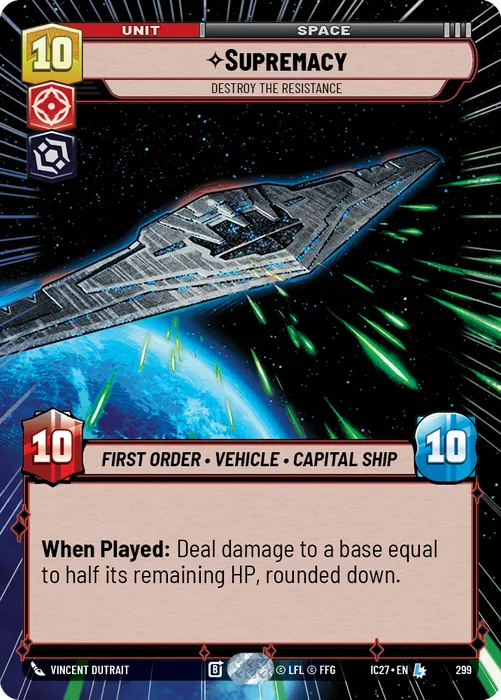 10
UNIT
SPACE
SUPREMACY
DESTROY THE RESISTANCE
10
FIRST ORDER • VEHICLE • CAPITAL SHIP
10
When Played: Deal damage to a base equal
to half its remaining HP, rounded down.
VINCENT DUTRAIT
B
© LFL © FFG
IC27 • EN
299